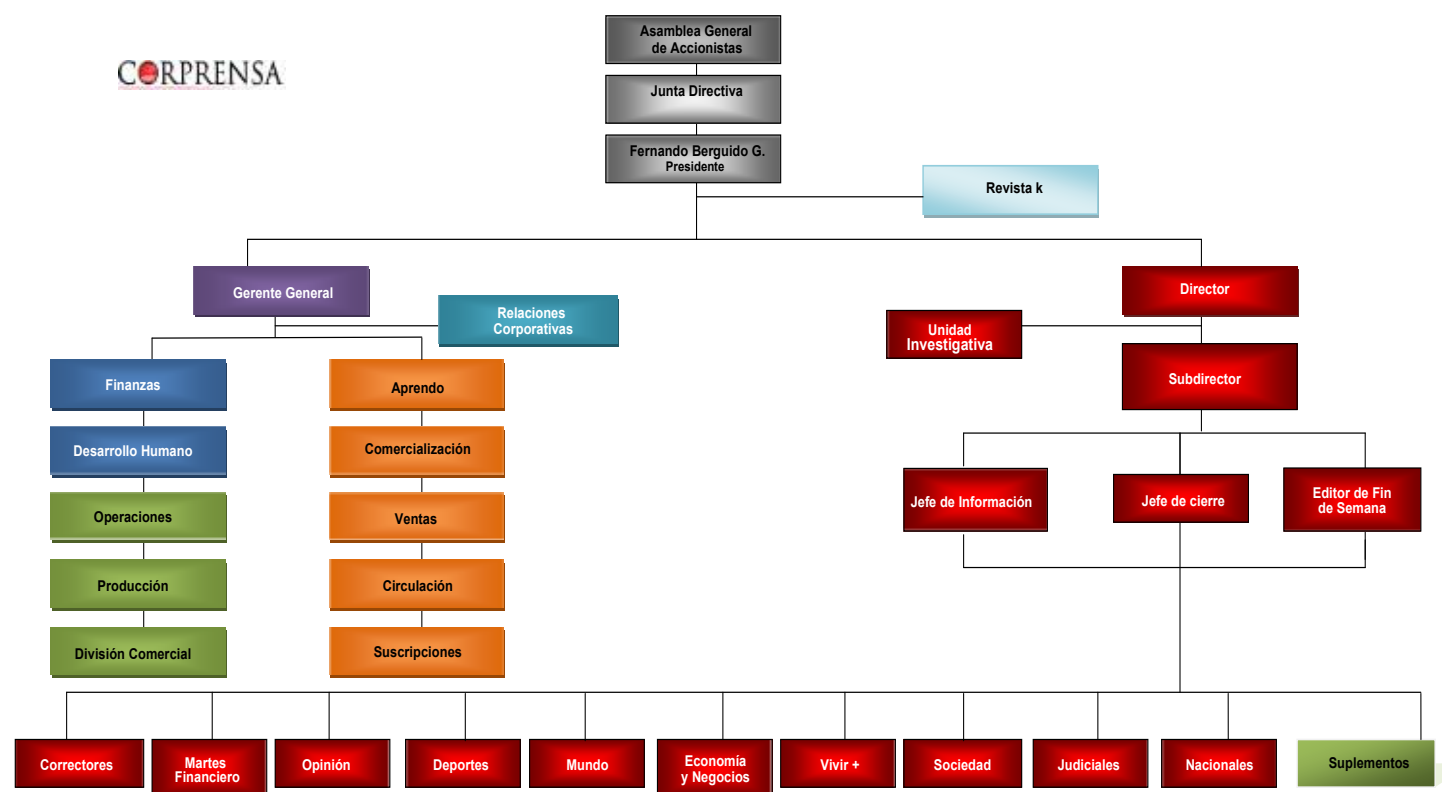 Asamblea General
de Accionistas
CORPRENSA
Junta Directiva
Fernando Berguido G.
Presidente
Revista k
Gerente General
Director
Relaciones
Corporativas
Unidad
Investigativa
Finanzas
Aprendo
Subdirector
Desarrollo Humano
Comercialización
Jefe de Información
Jefe de cierre
Editor de Fin
de Semana
Operaciones
Ventas
Producción
Circulación
División Comercial
Suscripciones
Correctores
Martes
Financiero
Opinión
Deportes
Mundo
Economía
y Negocios
Vivir +
Sociedad
Judiciales
Nacionales
Suplementos